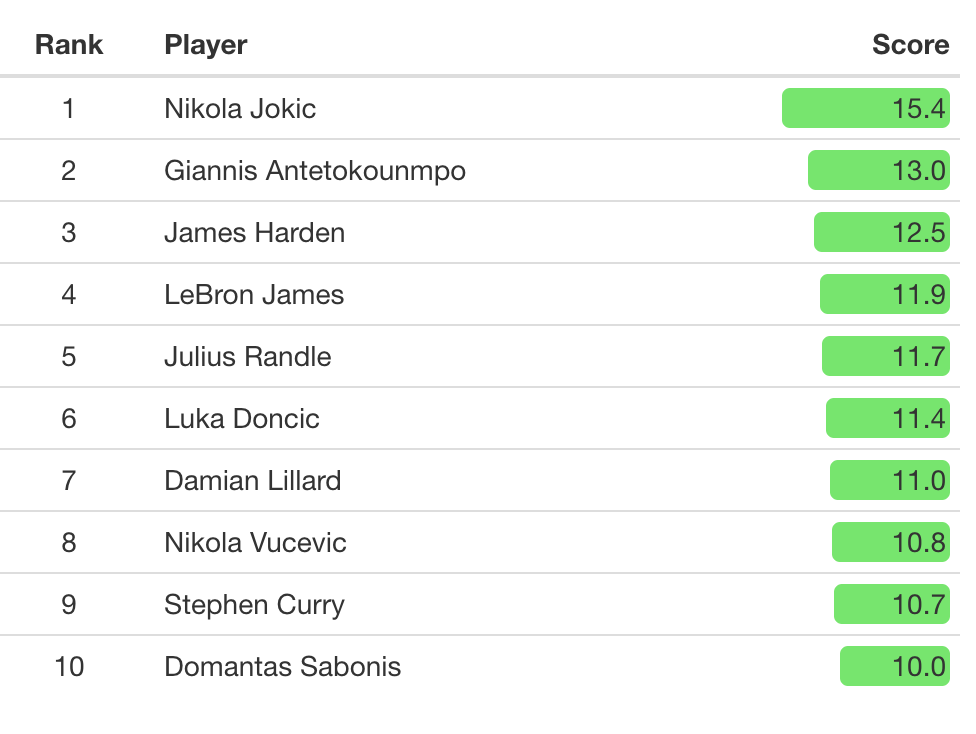 Rank Player Score
1 Nikola Jokic 15.4
2 Giannis Antetokounmpo 13.0
3 James Harden 12.5
4 LeBron James 11.9
5 Julius Randle 11.7
6 Luka Doncic 11.4
7 Damian Lillard 11.0
8 Nikola Vucevic 10.8
9 Stephen Curry 10.7
10 Domantas Sabonis 10.0